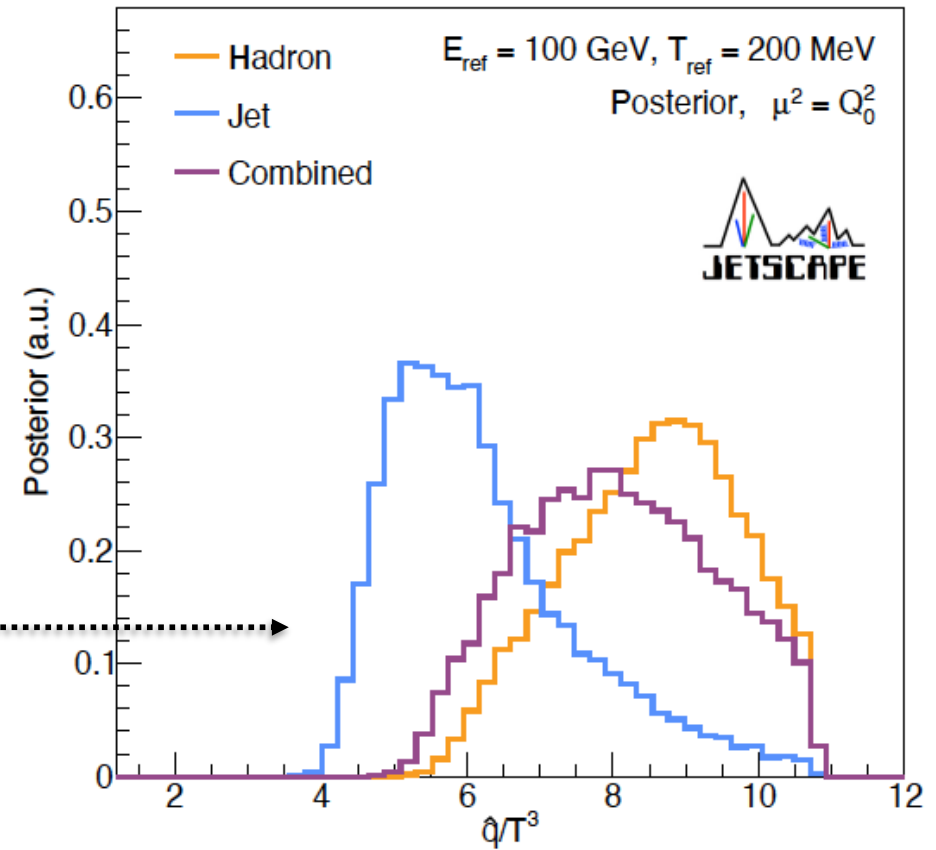 Hadron
Jet
Combined
E_ref = 100 GeV, T_ref = 200 MeV
Posterior, μ² = Q₀²
JETSCAPE
Posterior (a.u.)
0.6
0.5
0.4
0.3
0.2
0.1
0
2 4 6 8 10 12
q̂/T³